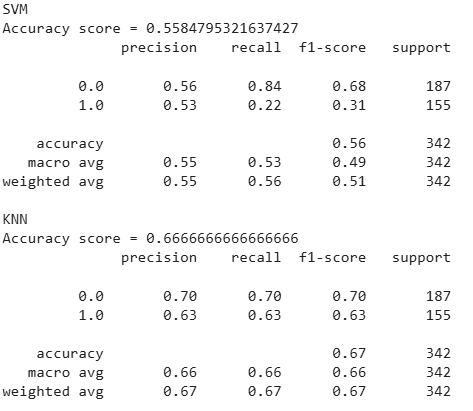 SVM
Accuracy score = 0.5584795321637427
precision recall f1-score support
0.0 0.56 0.84 0.68 187
1.0 0.53 0.22 0.31 155
accuracy 0.56 342
macro avg 0.55 0.53 0.49 342
weighted avg 0.55 0.56 0.51 342
KNN
Accuracy score = 0.6666666666666666
precision recall f1-score support
0.0 0.70 0.70 0.70 187
1.0 0.63 0.63 0.63 155
accuracy 0.67 342
macro avg 0.66 0.66 0.66 342
weighted avg 0.67 0.67 0.67 342